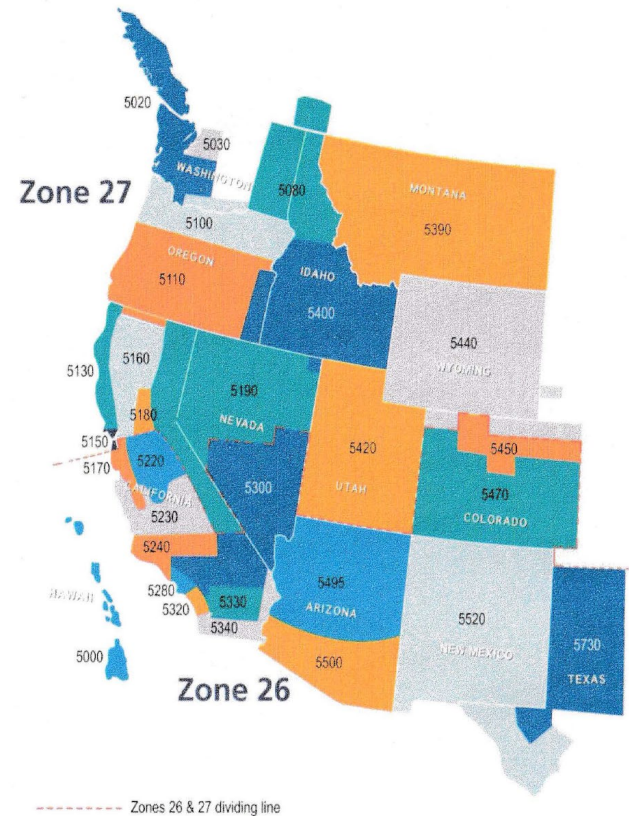 5020
5030
WASHINGTON
Zone 27
5080
MONTANA
5100
5390
OREGON
IDAHO
5110
5400
5440
5160
WYOMING
5130
5190
5180
NEVADA
5150
5450
5420
5170
5220
5470
UTAH
5300
CALIFORNIA
COLORADO
5230
5240
5495
5280
5330
HAWAII
ARIZONA
5520
5320
5340
5730
NEW MEXICO
5000
5500
TEXAS
Zone 26
Zones 26 & 27 dividing line